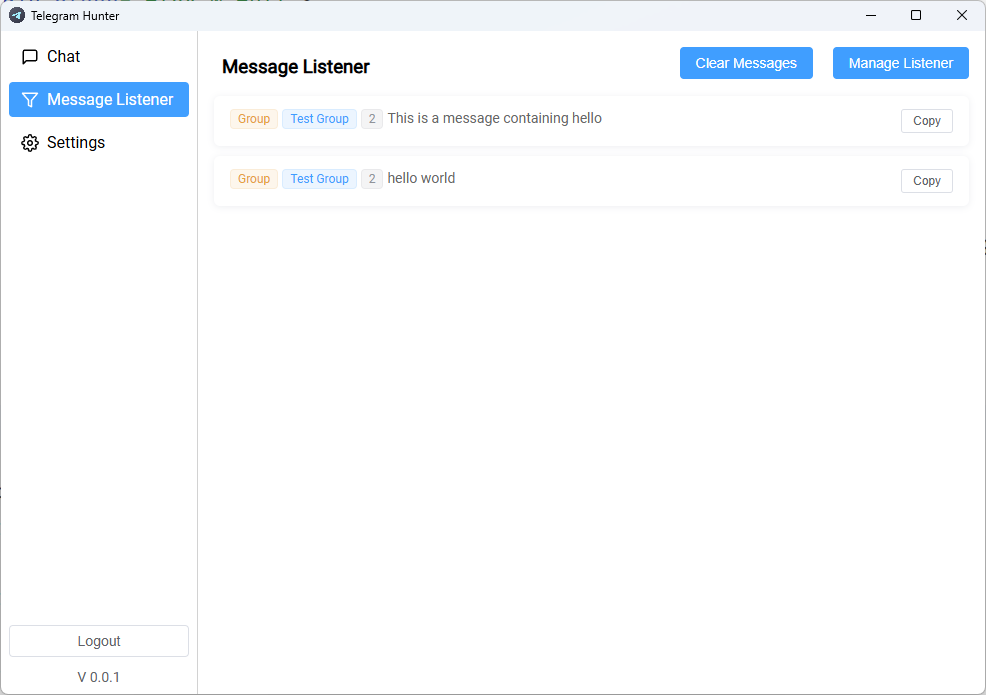 Telegram Hunter
Chat
Message Listener
Settings
Logout
V 0.0.1
Message Listener
Clear Messages
Manage Listener
Group Test Group 2 This is a message containing hello
Copy
Group Test Group 2 hello world
Copy